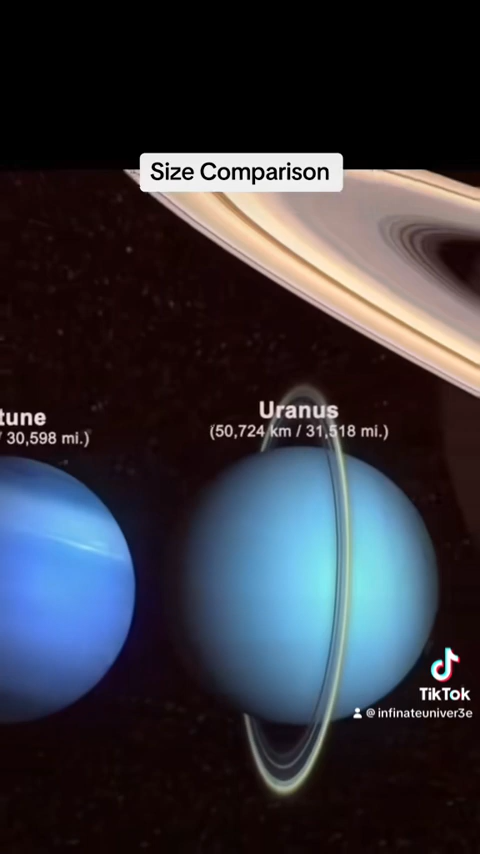 Size Comparison
tune
/ 30,598 mi.)
Uranus
(50,724 km / 31,518 mi.)
TikTok
@infinateuniver3e